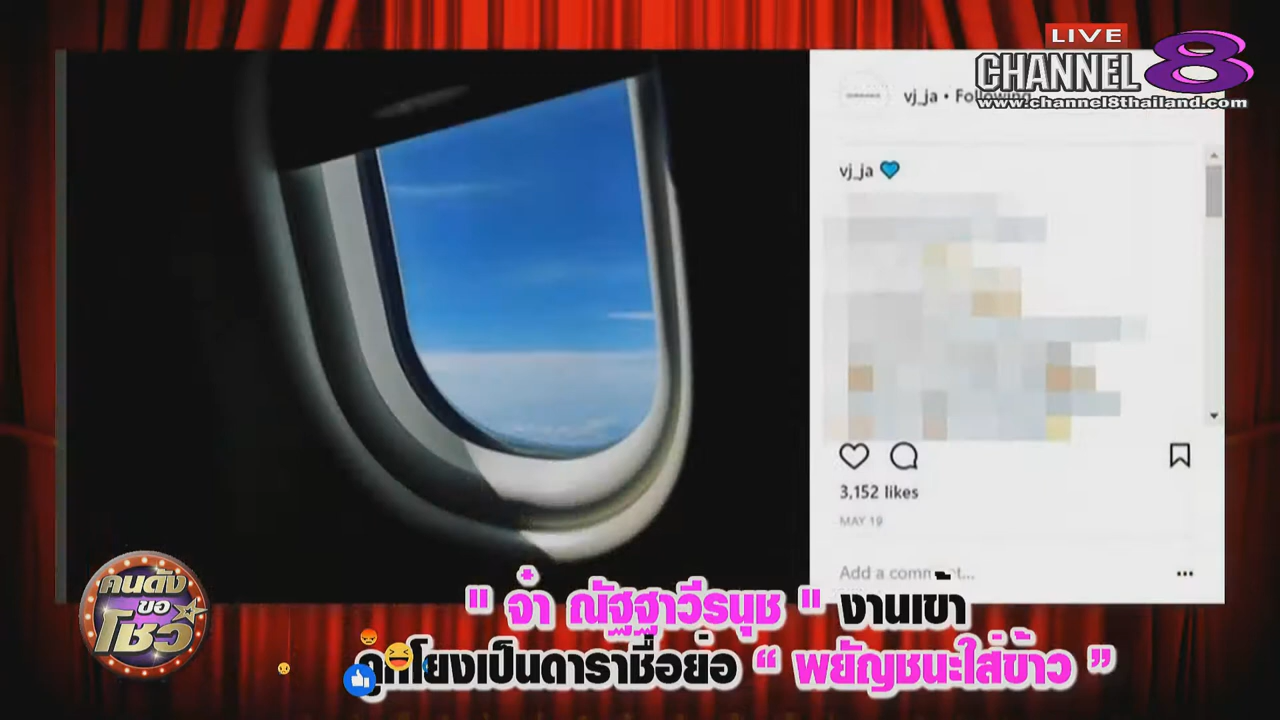 LIVE
CHANNEL 8
www.channel8thailand.com
vj_ja • Following
vj_ja
3,152 likes
MAY 19
Add a comment...
คนดัง
ขอ
โชว์
" จ๋า ณัฐฐาวีรนุช " งานเข้า
ถูกโยงเป็นดาราชื่อย่อ “ พยัญชนะใส่ข้าว ”